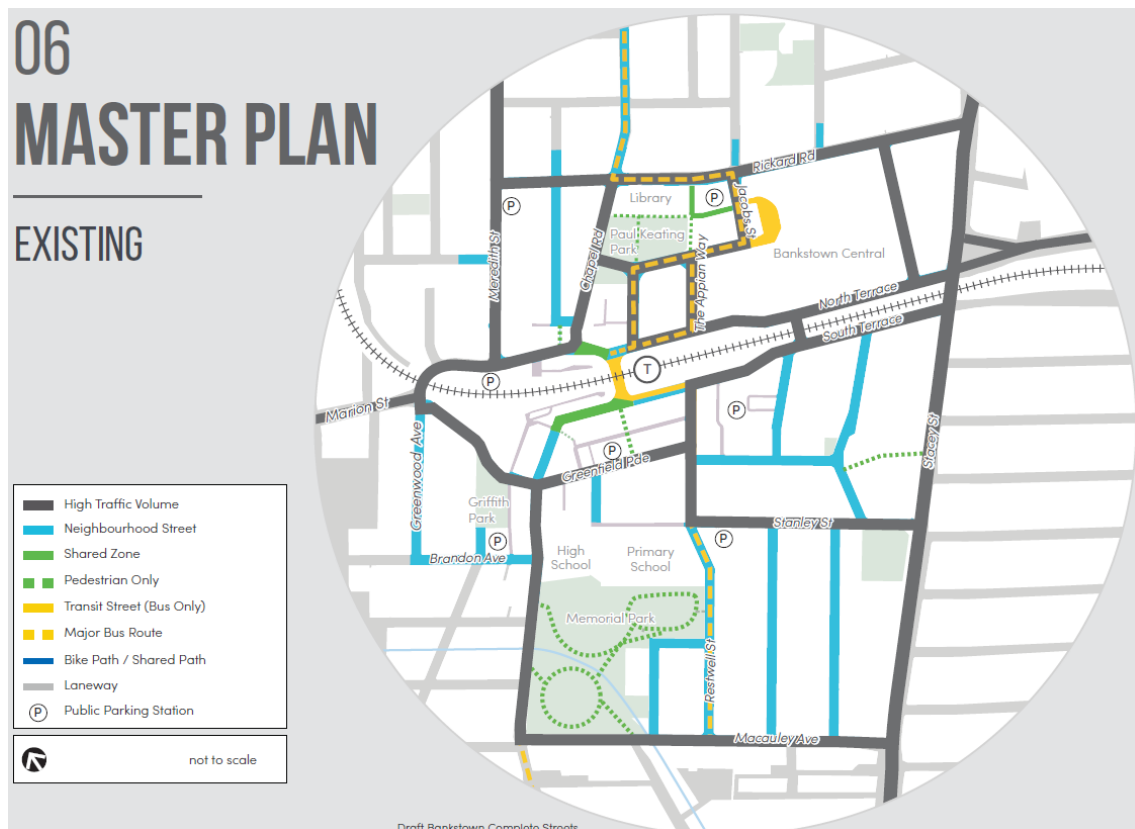 06
MASTER PLAN
EXISTING
Rickard Rd
Library
P
Jacobs St
P
Meredith St
Chapel Rd
Paul Keating
Park
The Appian Way
Bankstown Central
North Terrace
South Terrace
T
P
Marion St
P
Greenwood Ave
P
Greenfield Pde
Stacey St
High Traffic Volume
Neighbourhood Street
Shared Zone
Pedestrian Only
Transit Street (Bus Only)
Major Bus Route
Bike Path / Shared Path
Laneway
P
Public Parking Station
not to scale
Griffith
Park
P
Brandon Ave
High
School
Primary
School
Stanley St
P
Memorial Park
Restwell St
Macauley Ave
Draft Bankstown Complete Streets